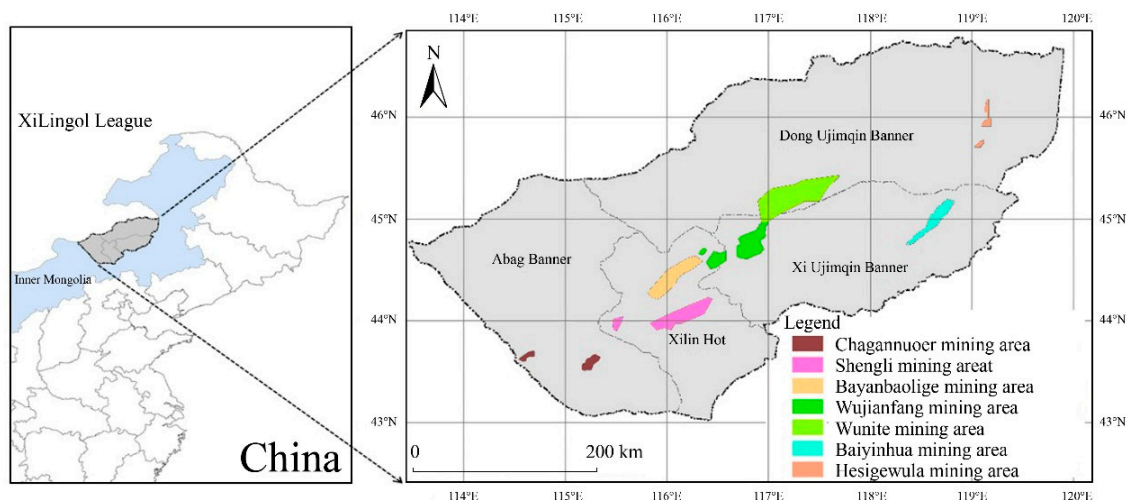 XiLingol League
Inner Mongolia
China
114°E 115°E 116°E 117°E 118°E 119°E 120°E
N
46°N
46°N
45°N
45°N
44°N
44°N
43°N
43°N
Dong Ujimqin Banner
Abag Banner
Xi Ujimqin Banner
Xilin Hot
Legend
Chagannuoer mining area
Shengli mining areat
Bayanbaolige mining area
Wujianfang mining area
Wunite mining area
Baiyinhua mining area
Hesigewula mining area
0 200 km
114°E 115°E 116°E 117°E 118°E 119°E 120°E